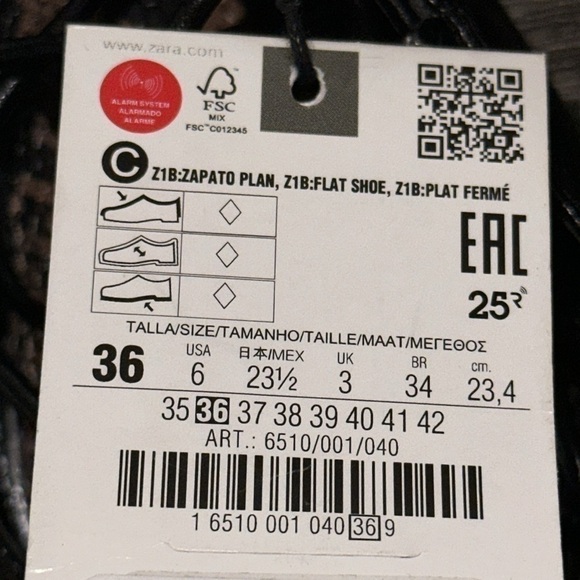 www.zara.com
ALARM SYSTEM
ALARMADO
ALARME
FSC
MIX
FSC™C012345
C Z1B:ZAPATO PLAN, Z1B:FLAT SHOE, Z1B:PLAT FERMÉ
EAC
25R
TALLA/SIZE/TAMANHO/TAILLE/MAAT/ΜΕΓΕΘΟΣ
36
USA 日本/MEX UK BR cm.
6 23½ 3 34 23,4
35 36 37 38 39 40 41 42
ART.: 6510/001/040
1 6510 001 040 36 9